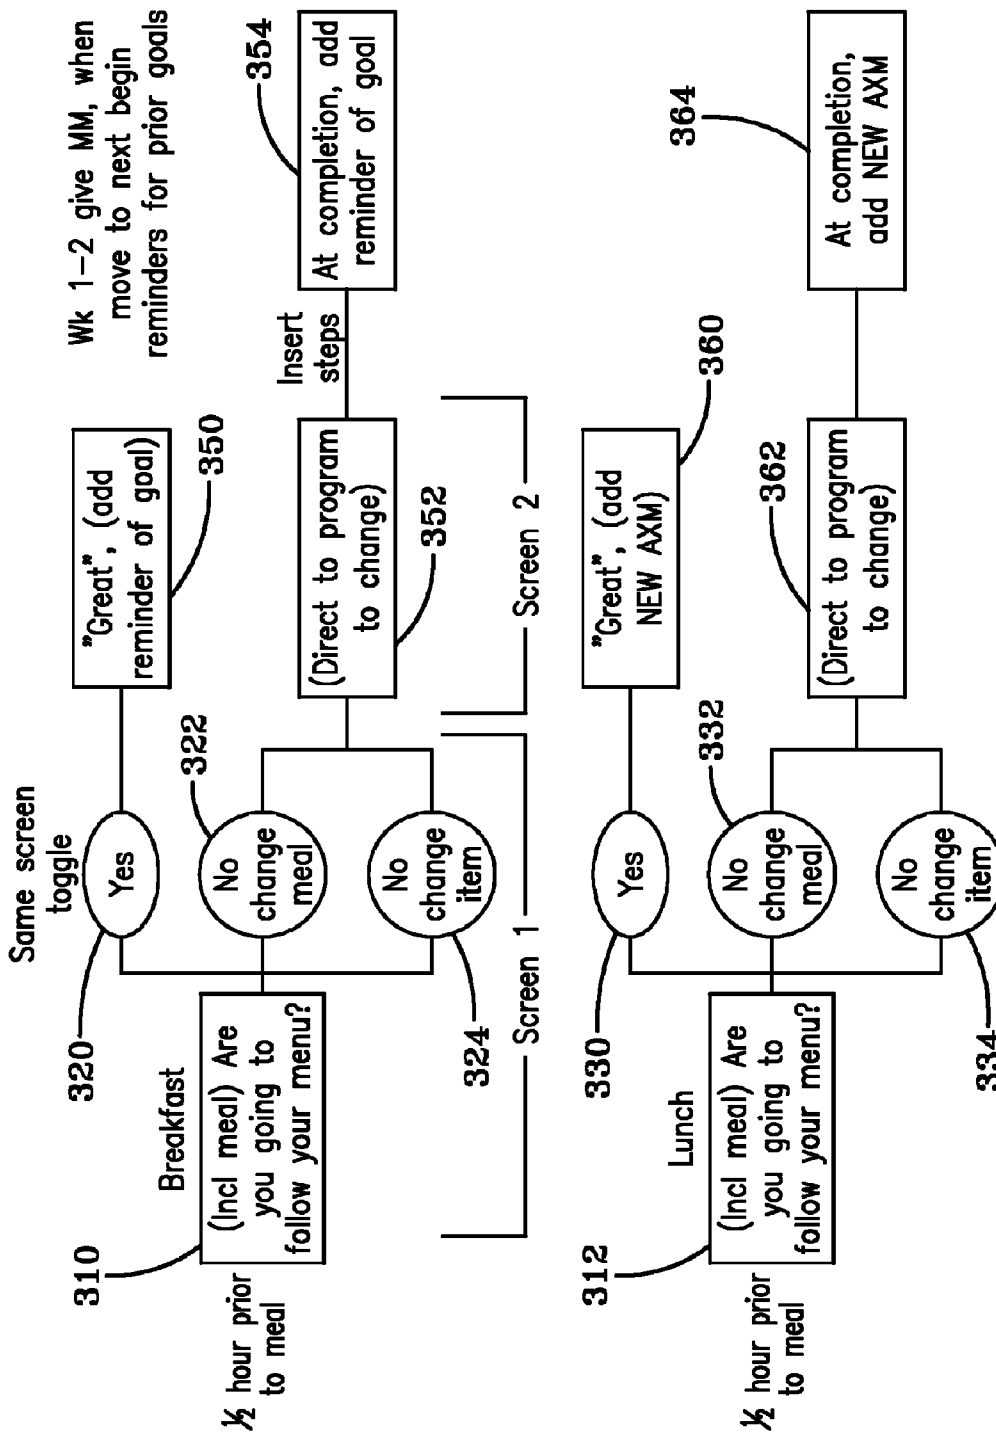 Wk 1–2 give MM, when
move to next begin
reminders for prior goals
Same screen
toggle
Breakfast
½ hour prior
to meal
310
(Incl meal) Are
you going to
follow your menu?
320
Yes
322
No
change
meal
324
No
change
item
"Great", (add
reminder of goal)
350
(Direct to program
to change)
352
Insert
steps
At completion, add
reminder of goal
354
Screen 1
Screen 2
Lunch
½ hour prior
to meal
312
(Incl meal) Are
you going to
follow your menu?
330
Yes
332
No
change
meal
334
No
change
item
"Great", (add
NEW AXM)
360
(Direct to program
to change)
362
At completion,
add NEW AXM
364